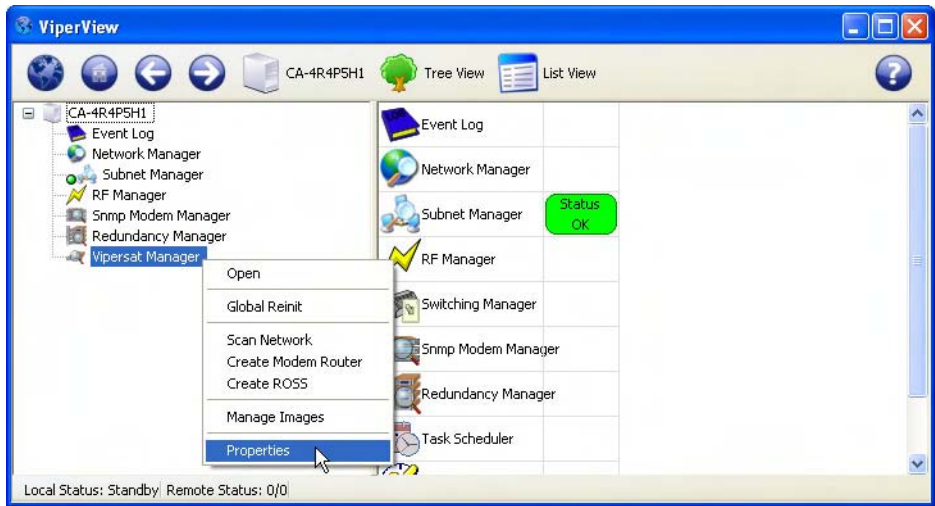 ViperView
CA-4R4P5H1
Tree View
List View
CA-4R4P5H1
Event Log
Network Manager
Subnet Manager
RF Manager
Snmp Modem Manager
Redundancy Manager
Vipersat Manager
Open
Global Reinit
Scan Network
Create Modem Router
Create ROSS
Manage Images
Properties
Event Log
Network Manager
Subnet Manager
Status
OK
RF Manager
Switching Manager
Snmp Modem Manager
Redundancy Manager
Task Scheduler
Local Status: Standby
Remote Status: 0/0